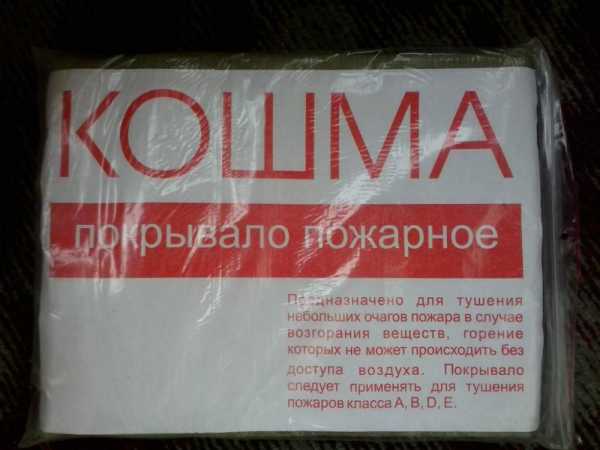 КОШМА
покрывало пожарное
Предназначено для тушения
небольших очагов пожара в случае
возгорания веществ, горение
которых не может происходить без
доступа воздуха. Покрывало
следует применять для тушения
пожаров класса А, В, D, Е.